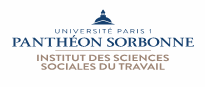 UNIVERSITÉ PARIS 1
PANTHÉON SORBONNE
INSTITUT DES SCIENCES
SOCIALES DU TRAVAIL